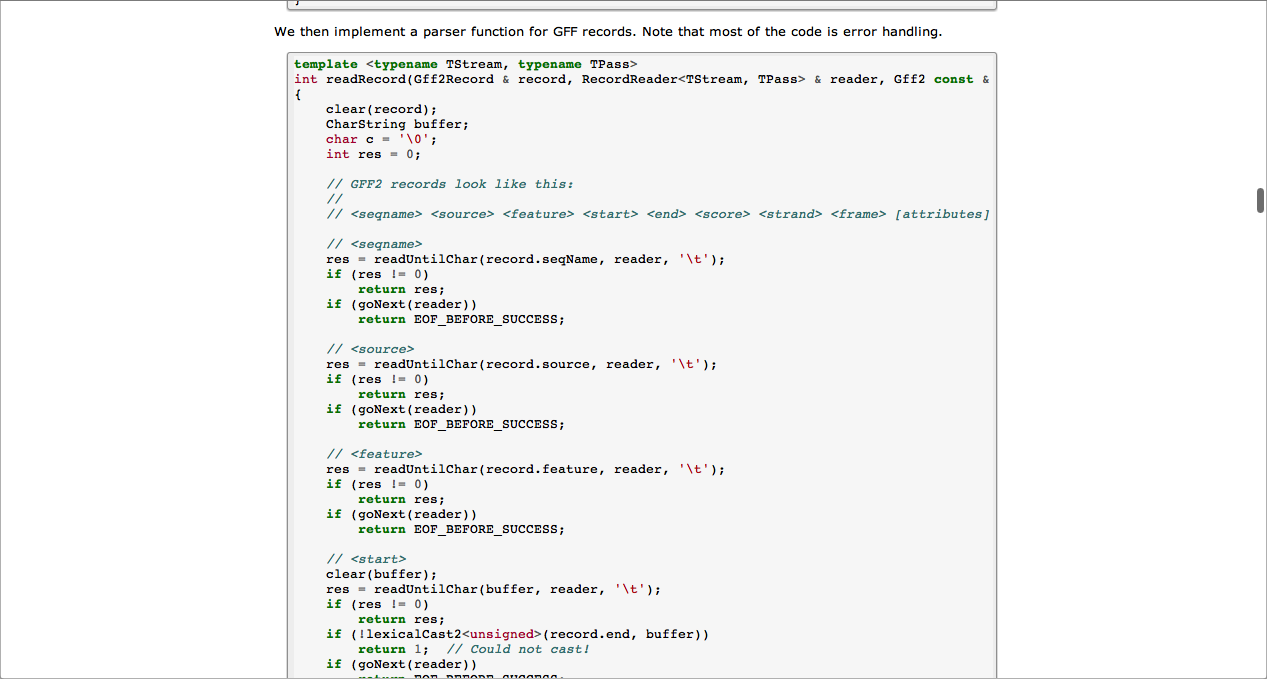 }
We then implement a parser function for GFF records. Note that most of the code is error handling.
template <typename TStream, typename TPass>
int readRecord(Gff2Record & record, RecordReader<TStream, TPass> & reader, Gff2 const &
{
    clear(record);
    CharString buffer;
    char c = '\0';
    int res = 0;

    // GFF2 records look like this:
    //
    // <seqname> <source> <feature> <start> <end> <score> <strand> <frame> [attributes]

    // <seqname>
    res = readUntilChar(record.seqName, reader, '\t');
    if (res != 0)
        return res;
    if (goNext(reader))
        return EOF_BEFORE_SUCCESS;

    // <source>
    res = readUntilChar(record.source, reader, '\t');
    if (res != 0)
        return res;
    if (goNext(reader))
        return EOF_BEFORE_SUCCESS;

    // <feature>
    res = readUntilChar(record.feature, reader, '\t');
    if (res != 0)
        return res;
    if (goNext(reader))
        return EOF_BEFORE_SUCCESS;

    // <start>
    clear(buffer);
    res = readUntilChar(buffer, reader, '\t');
    if (res != 0)
        return res;
    if (!lexicalCast2<unsigned>(record.end, buffer))
        return 1;  // Could not cast!
    if (goNext(reader))
        return EOF_BEFORE_SUCCESS;